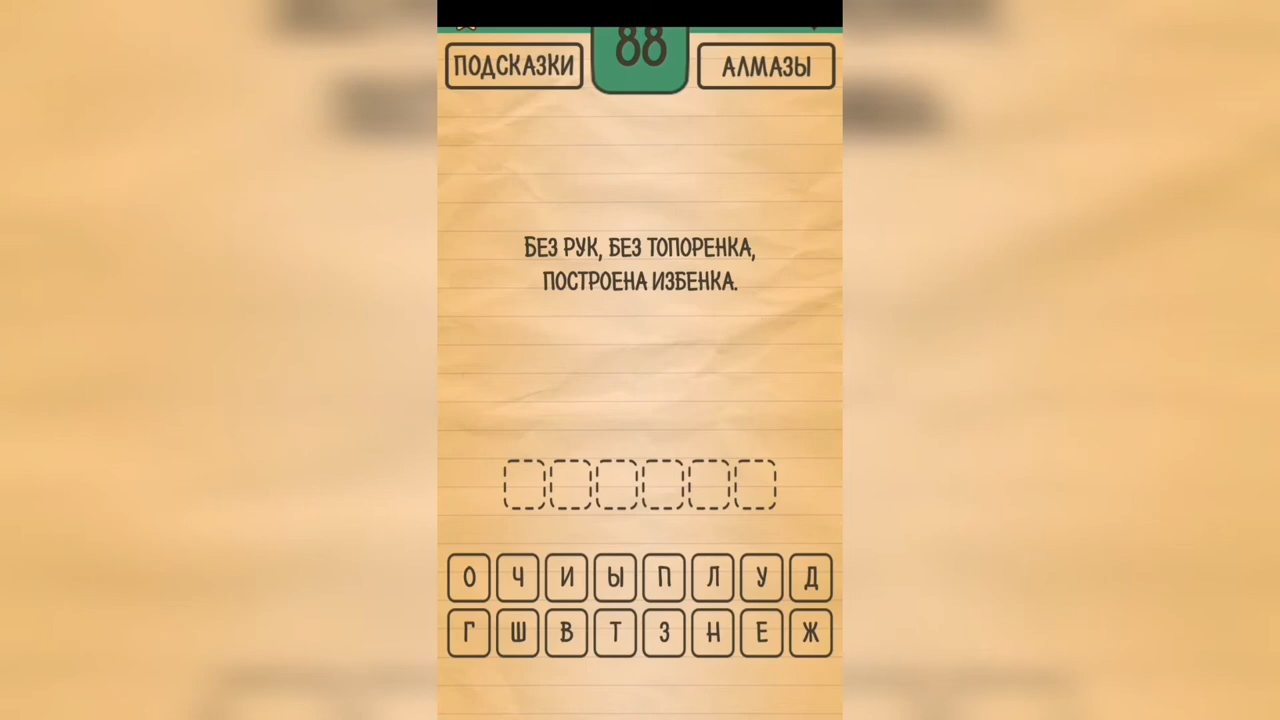 88
ПОДСКАЗКИ
АЛМАЗЫ
БЕЗ РУК, БЕЗ ТОПОРЕНКА,
ПОСТРОЕНА ИЗБЕНКА.
О Ч И Ы П Л У Д
Г Ш В Т З Н Е Ж